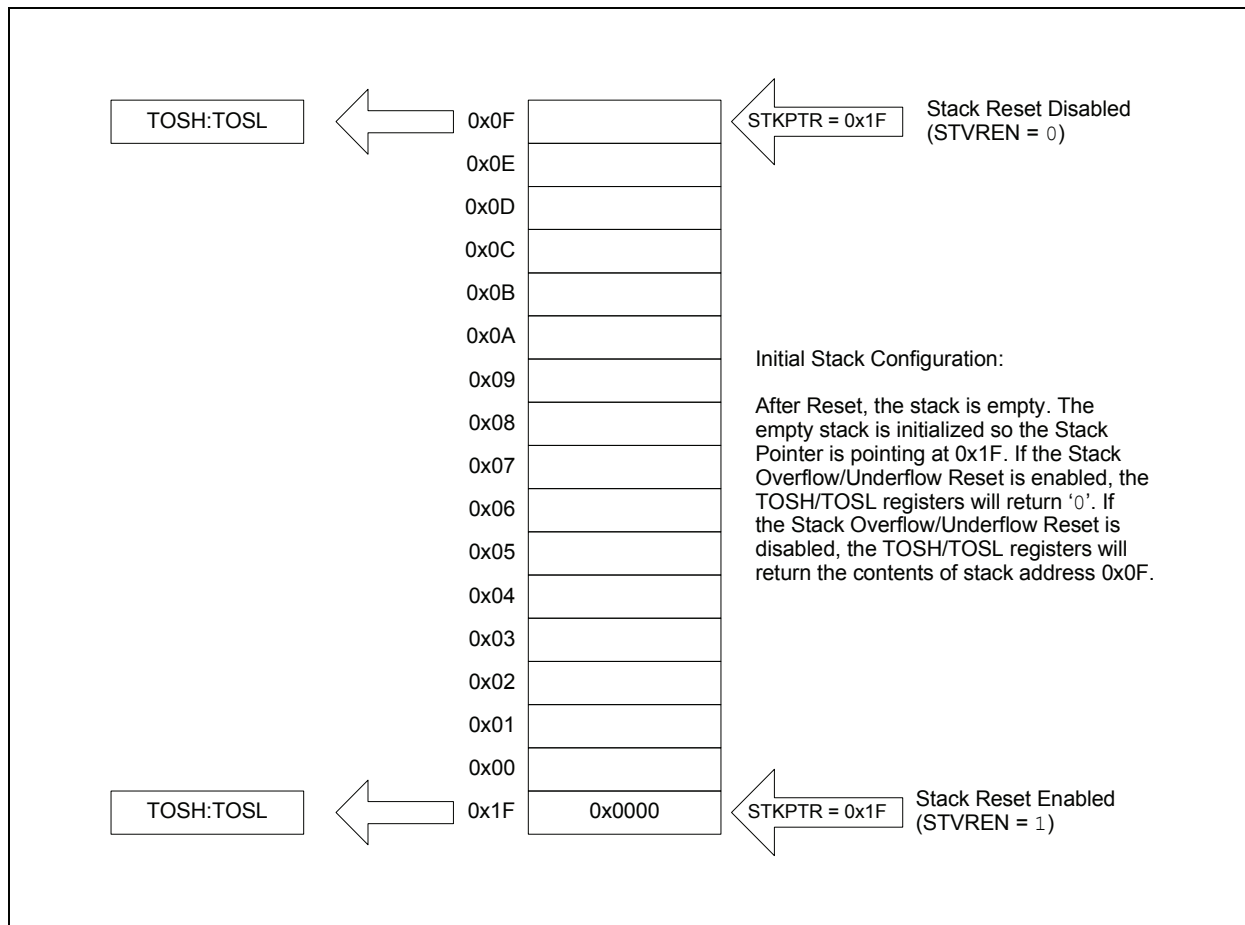 TOSH:TOSL
0x0F
STKPTR = 0x1F
Stack Reset Disabled
(STVREN = 0)
0x0E
0x0D
0x0C
0x0B
0x0A
0x09
0x08
0x07
0x06
0x05
0x04
0x03
0x02
0x01
0x00
Initial Stack Configuration:
After Reset, the stack is empty. The
empty stack is initialized so the Stack
Pointer is pointing at 0x1F. If the Stack
Overflow/Underflow Reset is enabled, the
TOSH/TOSL registers will return ‘0’. If
the Stack Overflow/Underflow Reset is
disabled, the TOSH/TOSL registers will
return the contents of stack address 0x0F.
TOSH:TOSL
0x1F
0x0000
STKPTR = 0x1F
Stack Reset Enabled
(STVREN = 1)